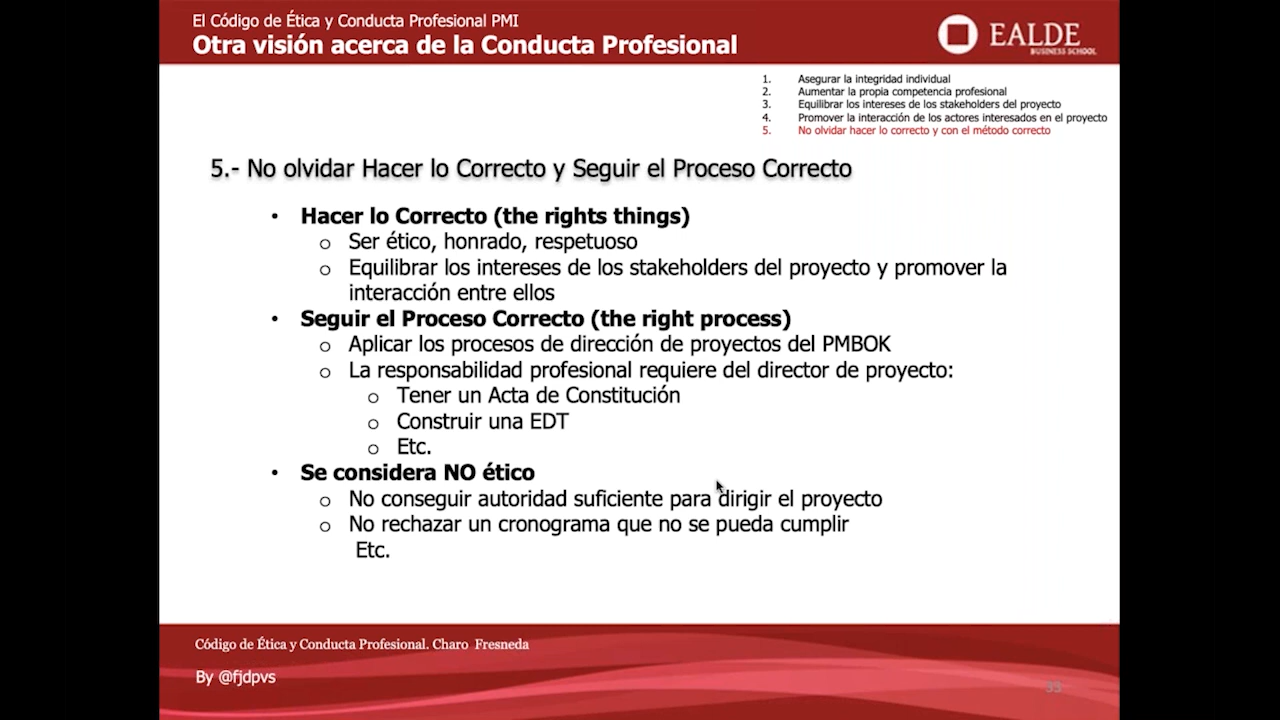 El Código de Ética y Conducta Profesional PMI
Otra visión acerca de la Conducta Profesional
EALDE
BUSINESS SCHOOL
1. Asegurar la integridad individual
2. Aumentar la propia competencia profesional
3. Equilibrar los intereses de los stakeholders del proyecto
4. Promover la interacción de los actores interesados en el proyecto
5. No olvidar hacer lo correcto y con el método correcto
5.- No olvidar Hacer lo Correcto y Seguir el Proceso Correcto
• Hacer lo Correcto (the rights things)
o Ser ético, honrado, respetuoso
o Equilibrar los intereses de los stakeholders del proyecto y promover la
interacción entre ellos
• Seguir el Proceso Correcto (the right process)
o Aplicar los procesos de dirección de proyectos del PMBOK
o La responsabilidad profesional requiere del director de proyecto:
o Tener un Acta de Constitución
o Construir una EDT
o Etc.
• Se considera NO ético
o No conseguir autoridad suficiente para dirigir el proyecto
o No rechazar un cronograma que no se pueda cumplir
Etc.
Código de Ética y Conducta Profesional. Charo Fresneda
By @fjdpvs
33